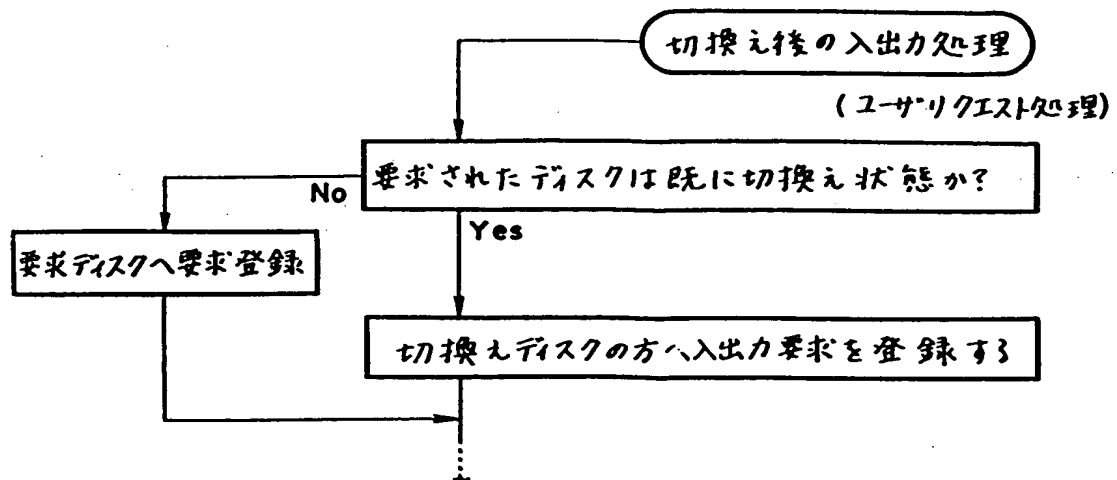 切換え後の入出力処理
(ユーザリクエスト処理)
要求されたディスクは既に切換え状態か?
No
Yes
要求ディスクへ要求登録
切換えディスクの方へ入出力要求を登録する